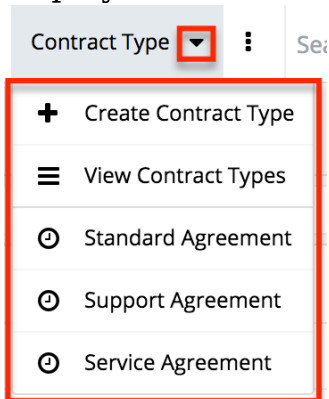 Contract Type
Create Contract Type
View Contract Types
Standard Agreement
Support Agreement
Service Agreement